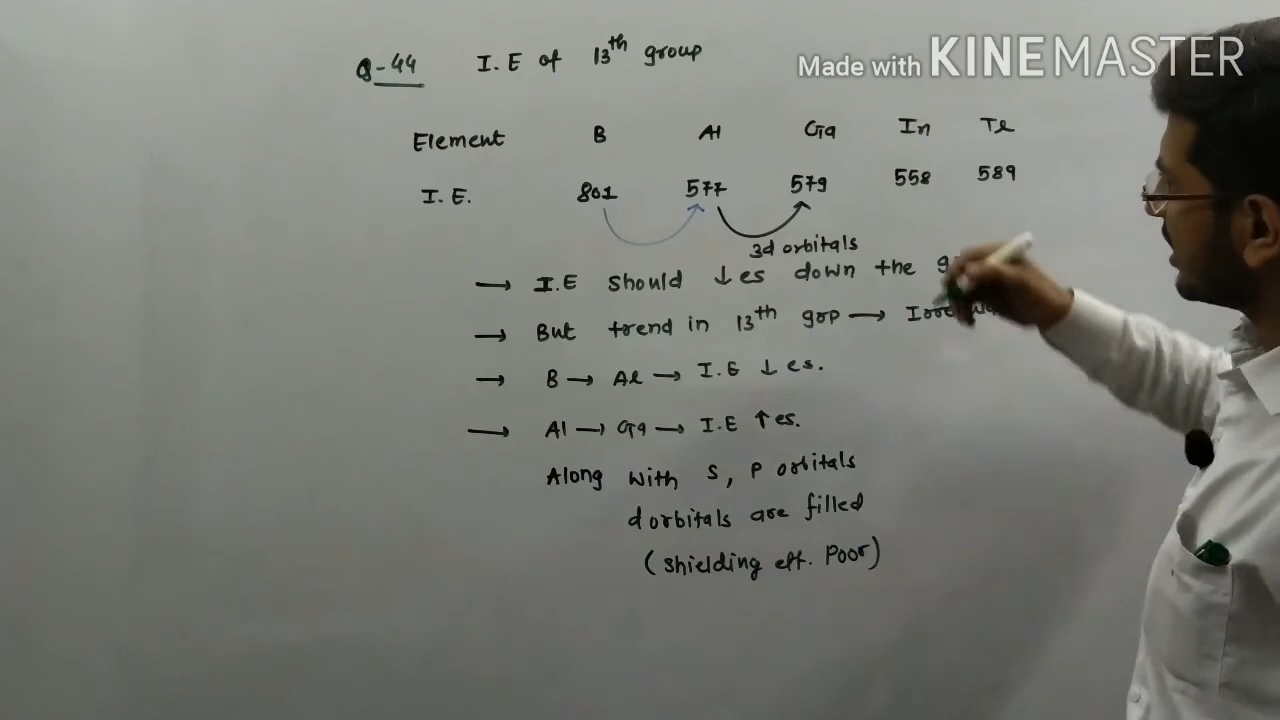 Made with KINEMASTER
Q-44 I.E of 13th group
Element B Al Ga In Tl
I.E. 801 577 579 558 589
3d orbitals
→ I.E should ↓es down the
→ But trend in 13th grp →
→ B → Al → I.E ↓es.
→ Al → Ga → I.E ↑es.
Along with s, p orbitals
d orbitals are filled
(shielding eff. Poor)